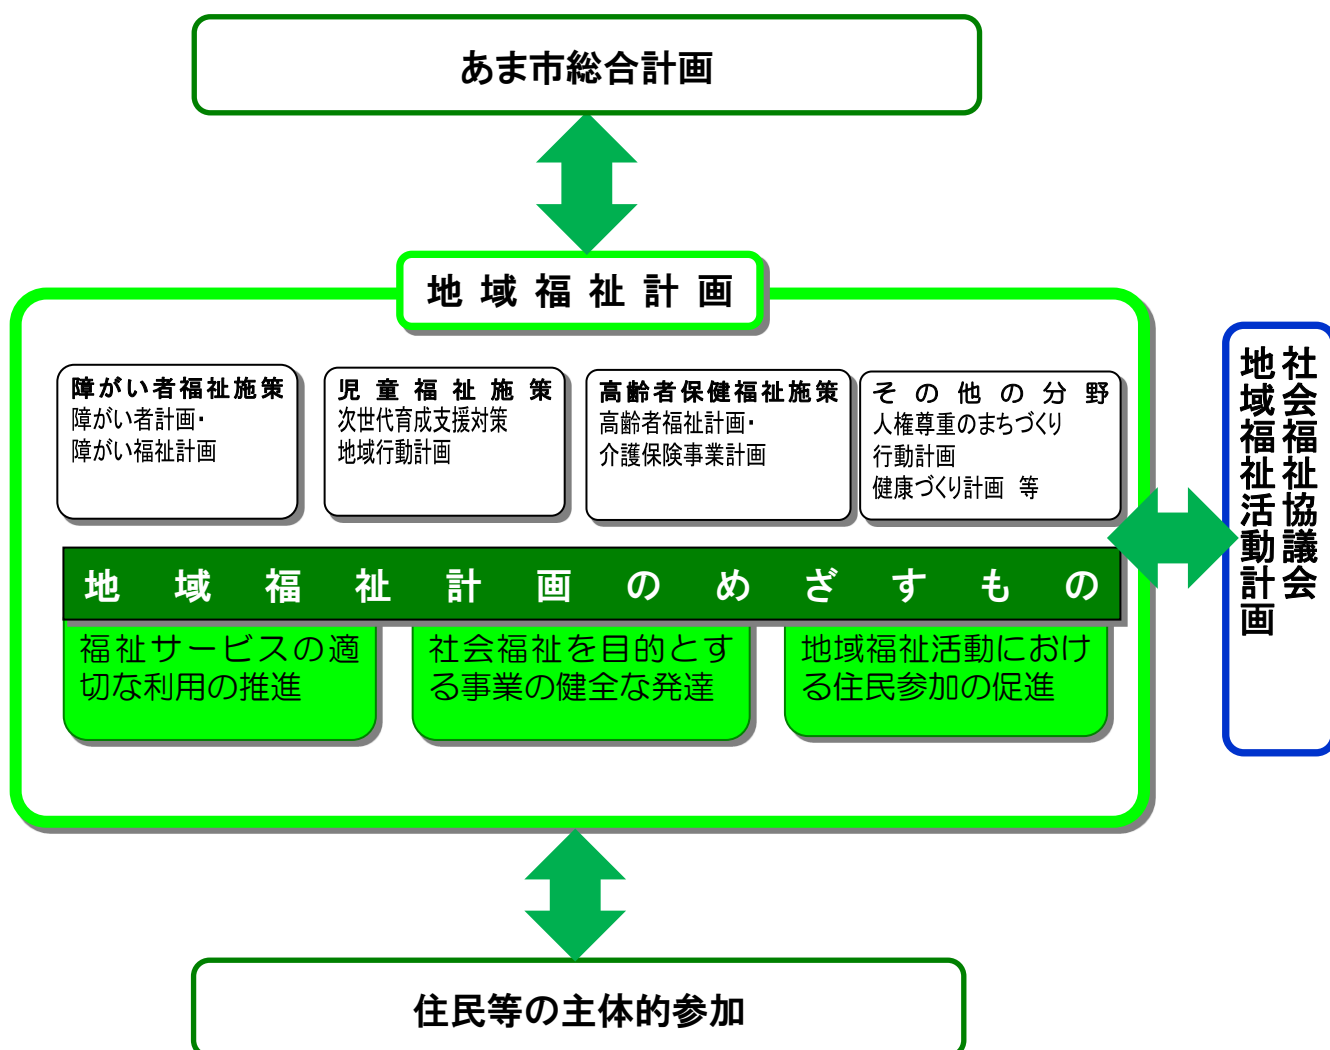 あま市総合計画
地域福祉計画
障がい者福祉施策
障がい者計画・
障がい福祉計画
児童福祉施策
次世代育成支援対策
地域行動計画
高齢者保健福祉施策
高齢者福祉計画・
介護保険事業計画
その他の分野
人権尊重のまちづくり
行動計画
健康づくり計画 等
社会福祉協議会
地域福祉活動計画
地域福祉計画のめざすもの
福祉サービスの適
切な利用の推進
社会福祉を目的とす
る事業の健全な発達
地域福祉活動におけ
る住民参加の促進
住民等の主体的参加